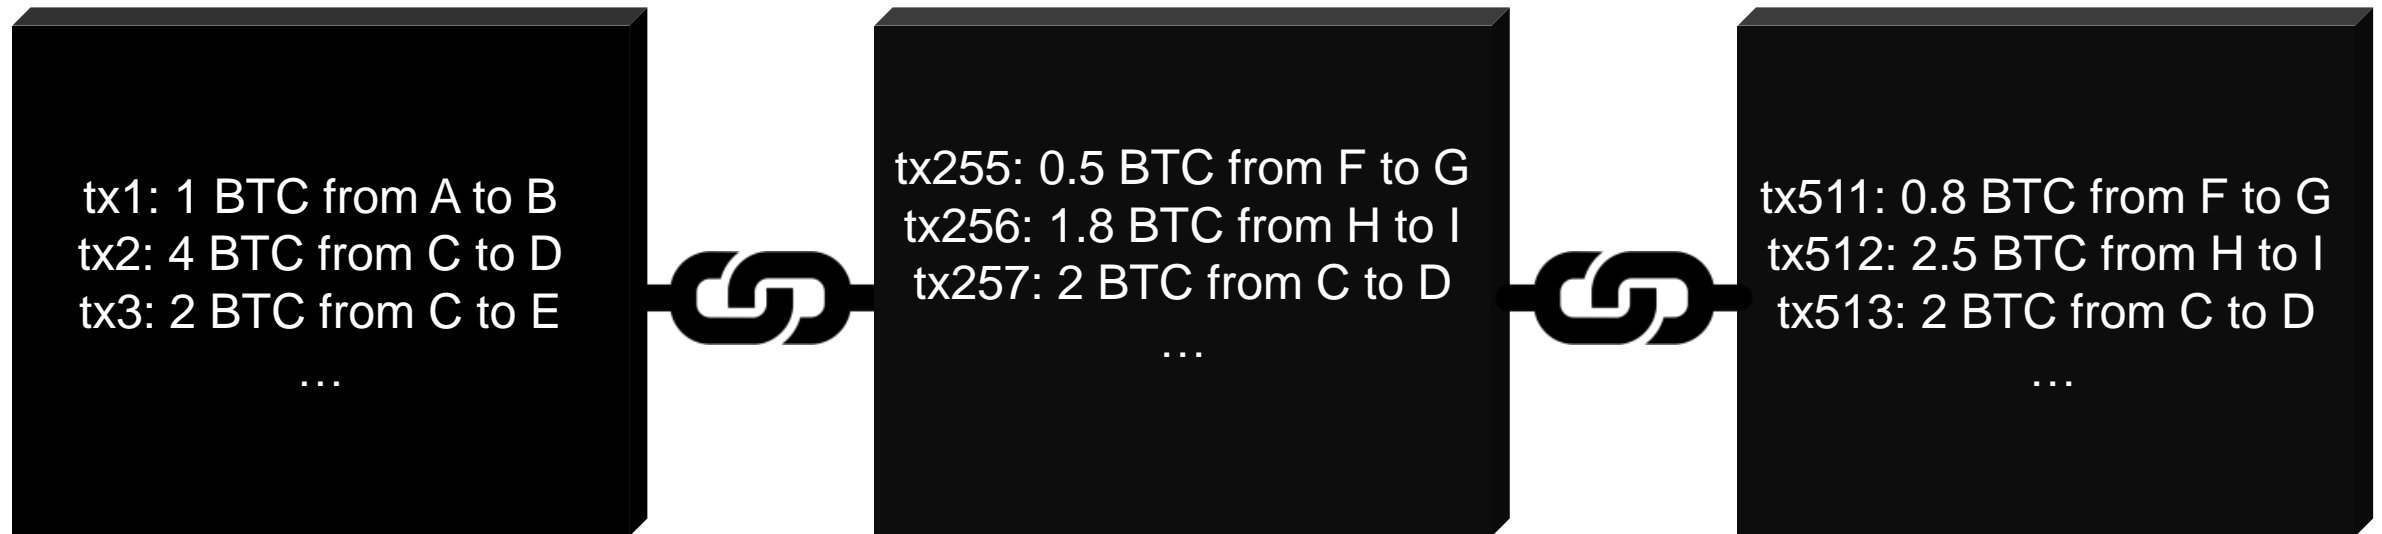 tx1: 1 BTC from A to B
tx2: 4 BTC from C to D
tx3: 2 BTC from C to E
…
tx255: 0.5 BTC from F to G
tx256: 1.8 BTC from H to I
tx257: 2 BTC from C to D
…
tx511: 0.8 BTC from F to G
tx512: 2.5 BTC from H to I
tx513: 2 BTC from C to D
…